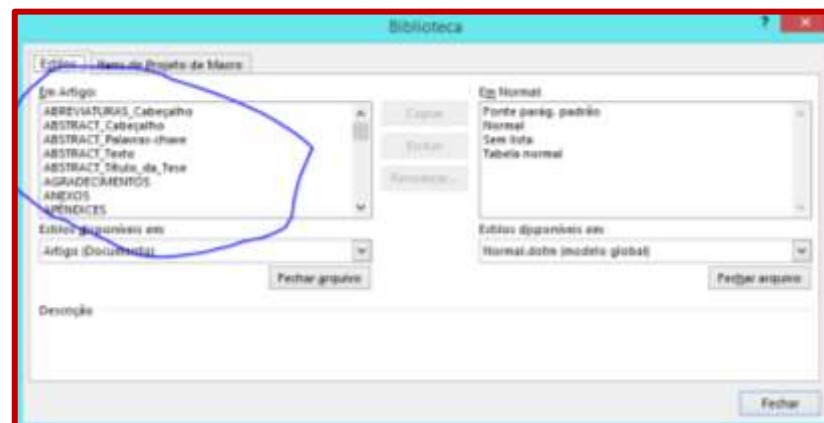 Biblioteca
?
Estilos Itens do Projeto de Macro
Em Artigo:
ABREVIATURAS_Cabeçalho
ABSTRACT_Cabeçalho
ABSTRACT_Palavras-chave
ABSTRACT_Texto
ABSTRACT_Título_da_Tese
AGRADECIMENTOS
ANEXOS
APÊNDICES
Estilos disponíveis em:
Artigo (Documento)
Fechar arquivo
Copiar
Excluir
Renomear...
Em Normal:
Fonte parág. padrão
Normal
Sem lista
Tabela normal
Estilos disponíveis em:
Normal.dotm (modelo global)
Fechar arquivo
Descrição
Fechar